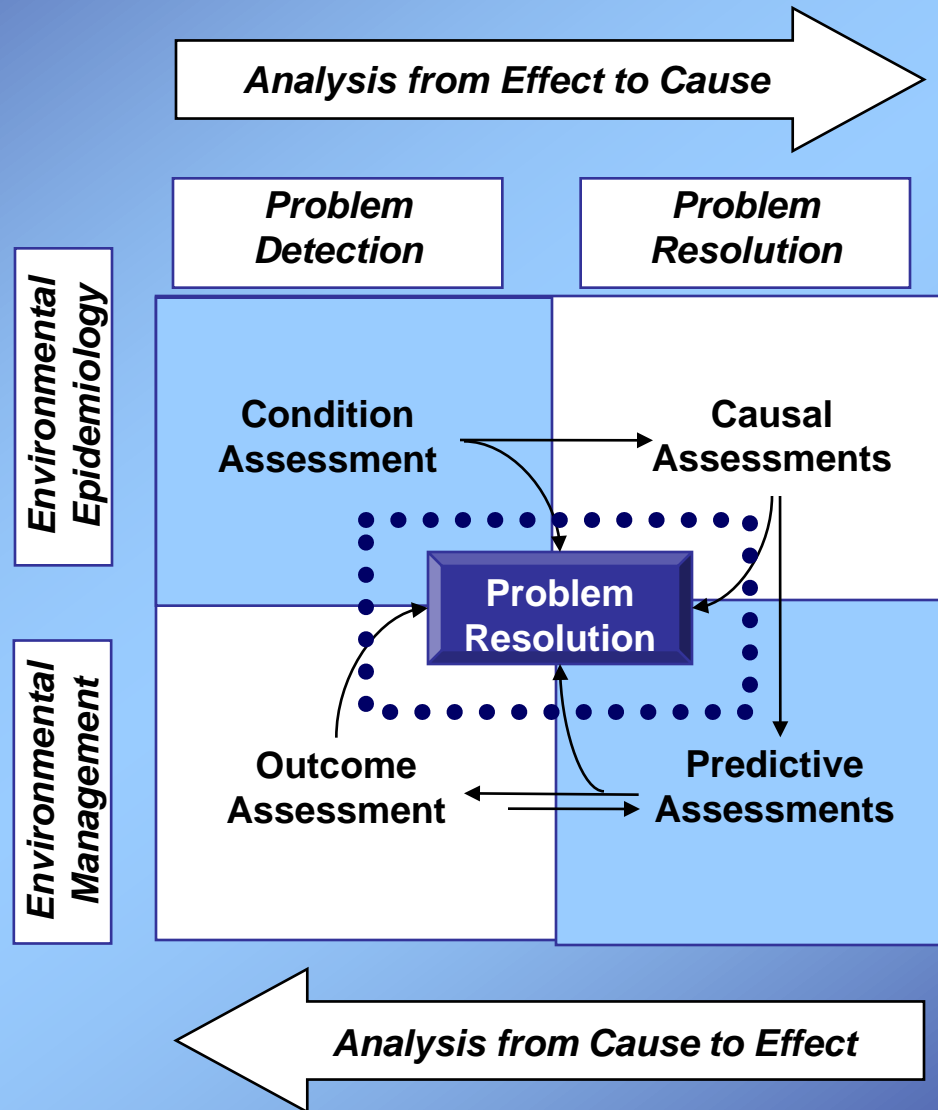 Analysis from Effect to Cause
Problem
Detection
Problem
Resolution
Environmental
Epidemiology
Condition
Assessment
Causal
Assessments
Problem
Resolution
Environmental
Management
Outcome
Assessment
Predictive
Assessments
Analysis from Cause to Effect